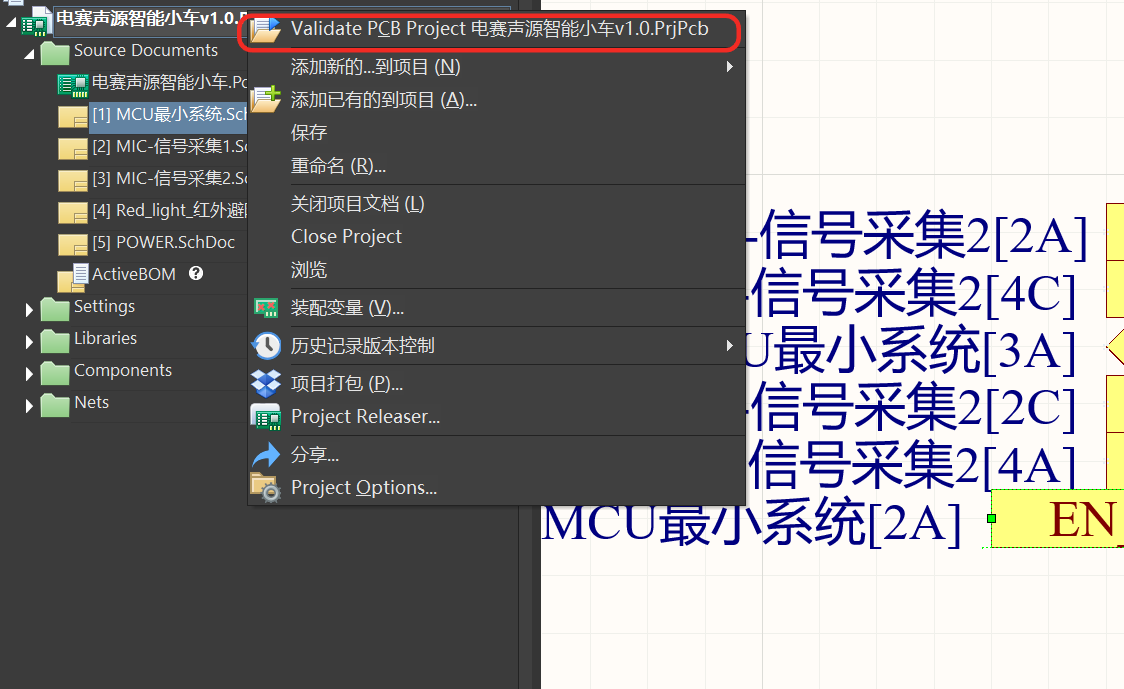 电赛声源智能小车v1.0.P
Validate PCB Project 电赛声源智能小车v1.0.PrjPcb
Source Documents
添加新的...到项目 (N)
电赛声源智能小车.Pc
添加已有的到项目 (A)...
[1] MCU最小系统.Sch
保存
[2] MIC-信号采集1.Sc
重命名 (R)...
[3] MIC-信号采集2.Sc
关闭项目文档 (L)
[4] Red_light_红外避
Close Project
[5] POWER.SchDoc
浏览
ActiveBOM
Settings
装配变量 (V)...
Libraries
历史记录版本控制
Components
项目打包 (P)...
Nets
Project Releaser...
分享...
Project Options...
-信号采集2[2A]
信号采集2[4C]
U最小系统[3A]
-信号采集2[2C]
信号采集2[4A]
MCU最小系统[2A]
EN_